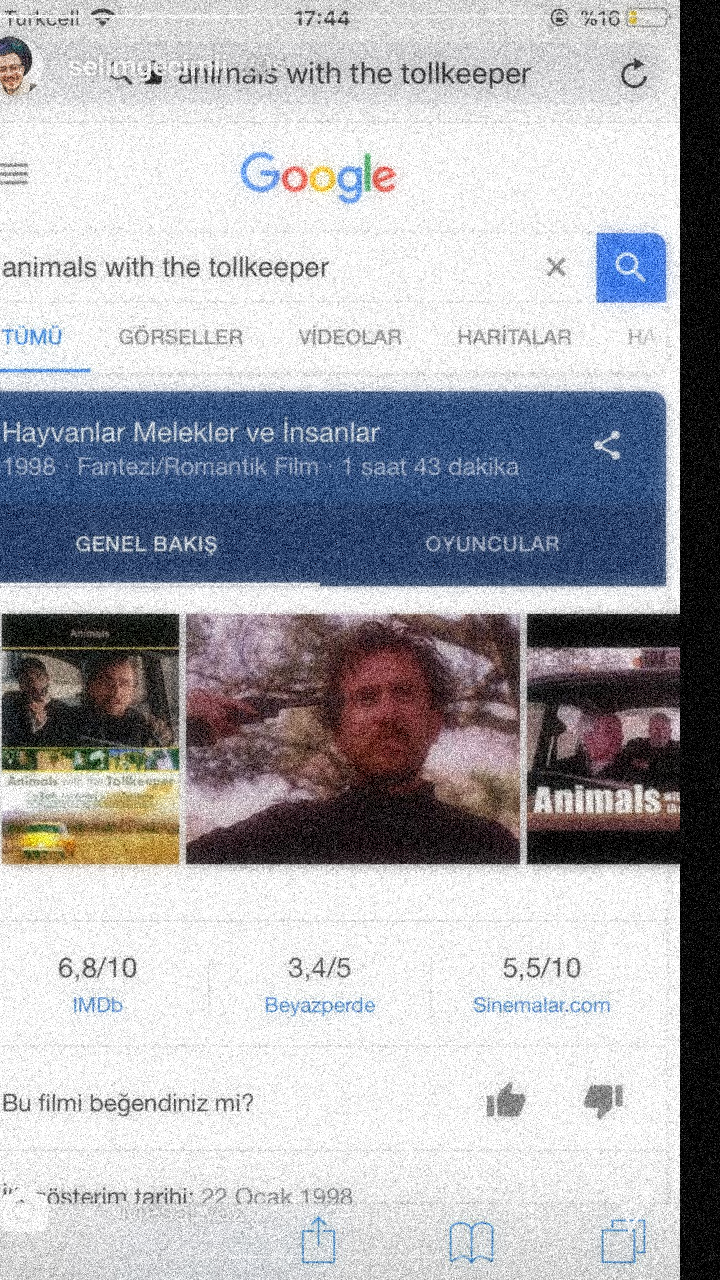 Turkcell 17:44 %16
animals with the tollkeeper
Google
animals with the tollkeeper
TÜMÜ GÖRSELLER VİDEOLAR HARİTALAR HA
Hayvanlar Melekler ve İnsanlar
1998 · Fantezi/Romantik Film · 1 saat 43 dakika
GENEL BAKIŞ OYUNCULAR
Animals
Animals with the Tollkeeper
Animals
6,8/10 3,4/5 5,5/10
IMDb Beyazperde Sinemalar.com
Bu filmi beğendiniz mi?
gösterim tarihi: 22 Ocak 1998